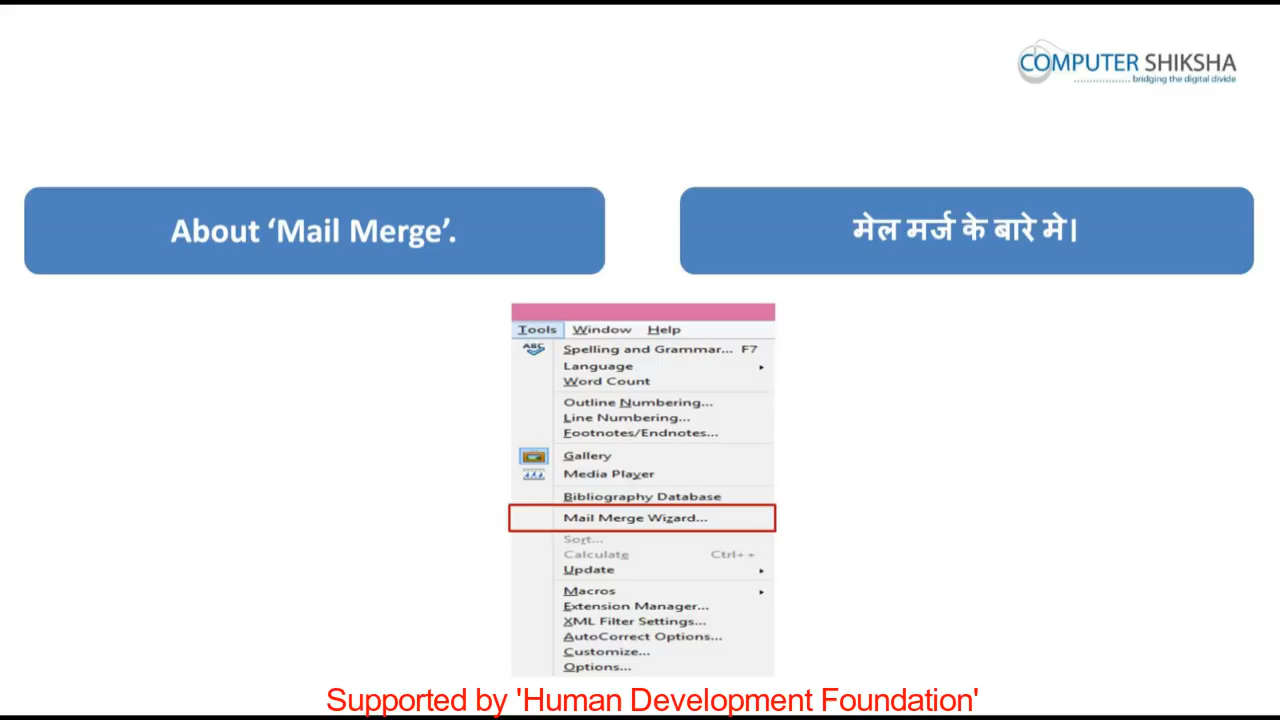 COMPUTER SHIKSHA
bridging the digital divide
About ‘Mail Merge’.
मेल मर्ज के बारे मे।
Tools Window Help
ABC Spelling and Grammar... F7
Language
Word Count
Outline Numbering...
Line Numbering...
Footnotes/Endnotes...
Gallery
Media Player
Bibliography Database
Mail Merge Wizard...
Sort...
Calculate Ctrl++
Update
Macros
Extension Manager...
XML Filter Settings...
AutoCorrect Options...
Customize...
Options...
Supported by 'Human Development Foundation'